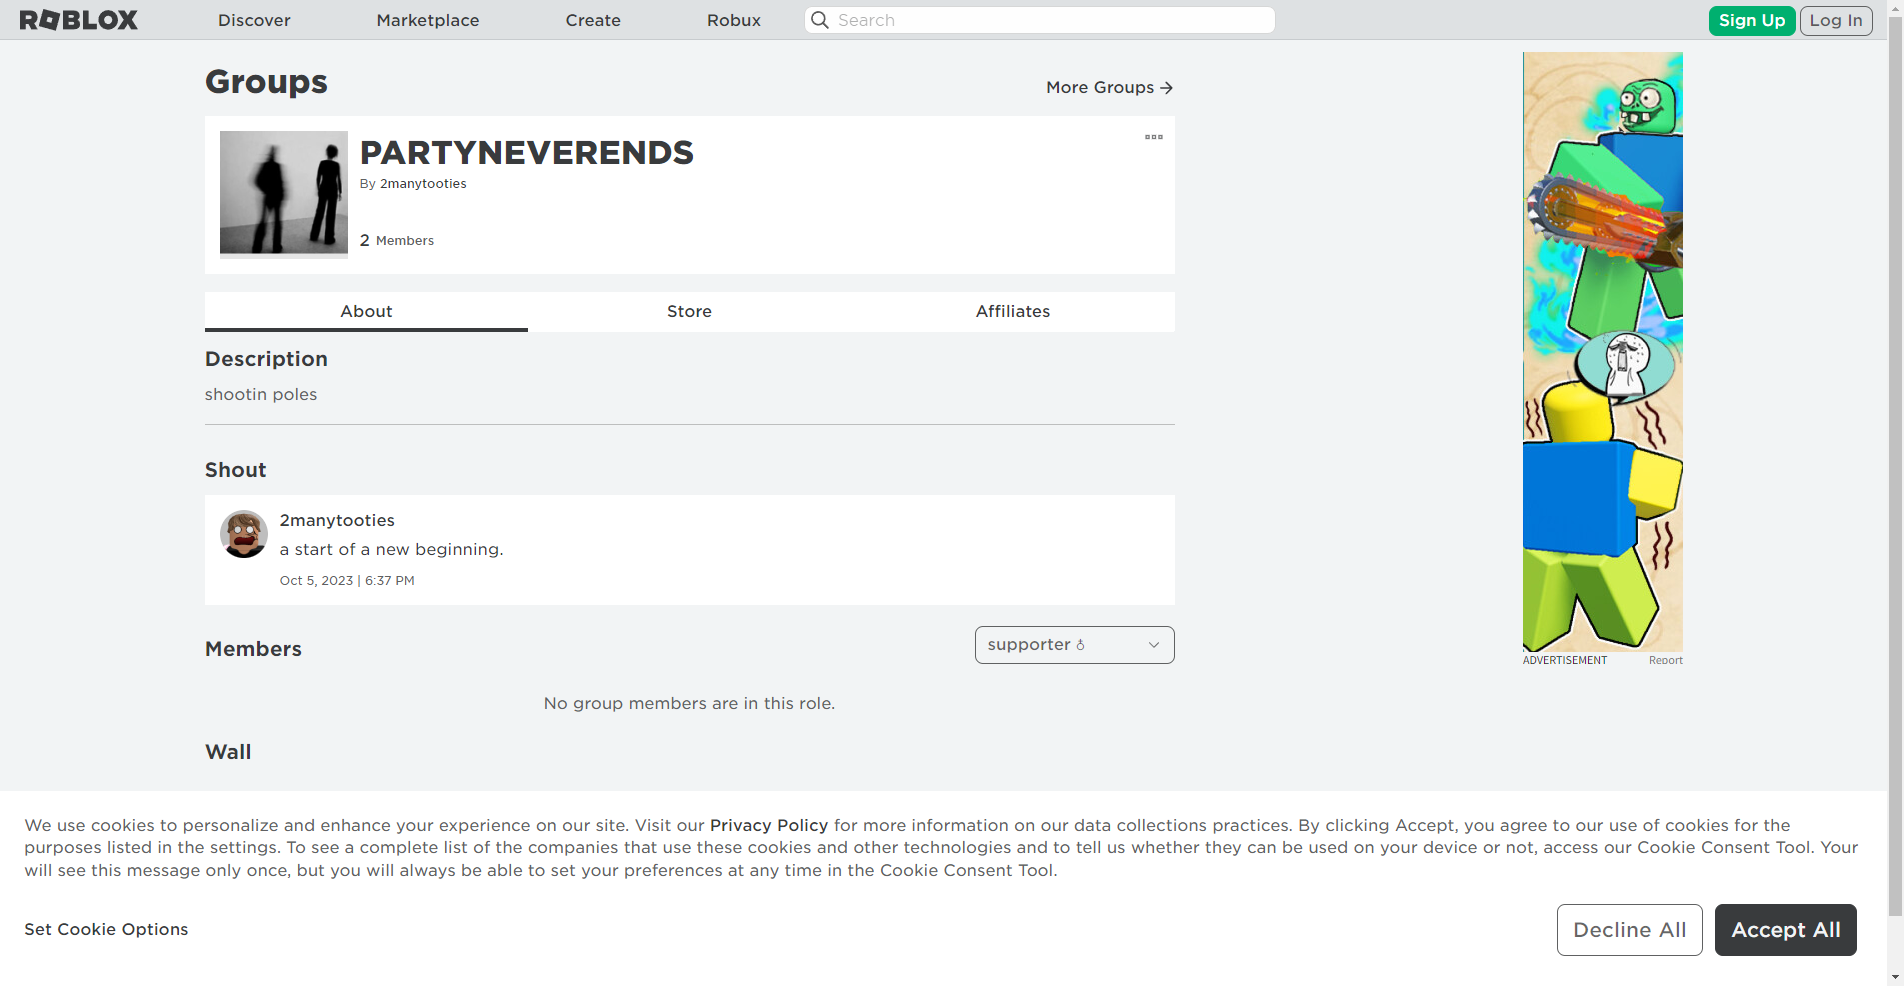 ROBLOX
Discover
Marketplace
Create
Robux
Search
Sign Up
Log In
Groups
More Groups →
PARTYNEVERENDS
By 2manytooties
2 Members
About
Store
Affiliates
Description
shootin poles
Shout
2manytooties
a start of a new beginning.
Oct 5, 2023 | 6:37 PM
Members
supporter ♁
No group members are in this role.
Wall
ADVERTISEMENT
Report
We use cookies to personalize and enhance your experience on our site. Visit our Privacy Policy for more information on our data collections practices. By clicking Accept, you agree to our use of cookies for the
purposes listed in the settings. To see a complete list of the companies that use these cookies and other technologies and to tell us whether they can be used on your device or not, access our Cookie Consent Tool. Your
will see this message only once, but you will always be able to set your preferences at any time in the Cookie Consent Tool.
Set Cookie Options
Decline All
Accept All